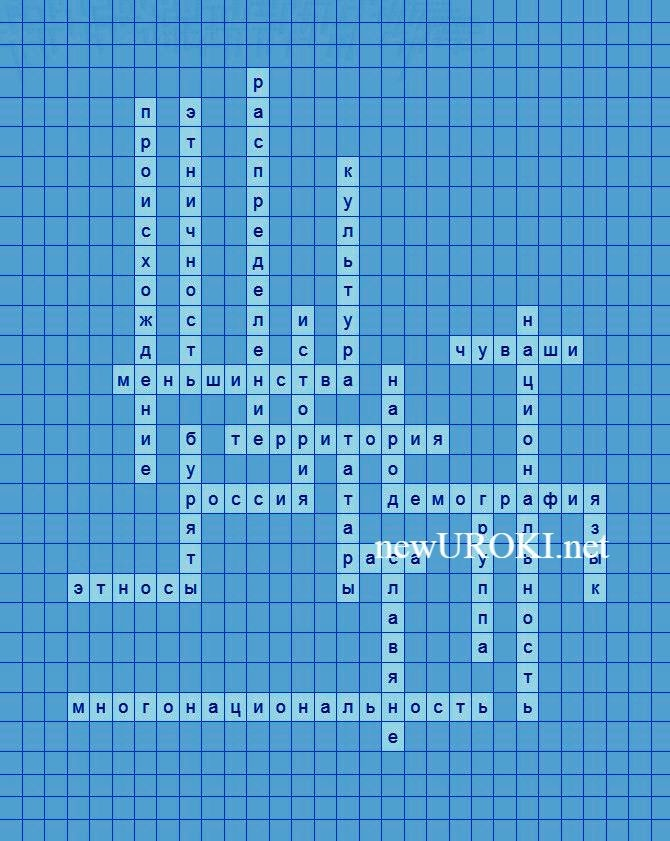 распределение
происхождение
этничность
культура
история
национальность
чуваши
меньшинства
народ
буряты
территория
татары
россия
демография
группа
язык
newUROKI.net
раса
славяне
этносы
многонациональность